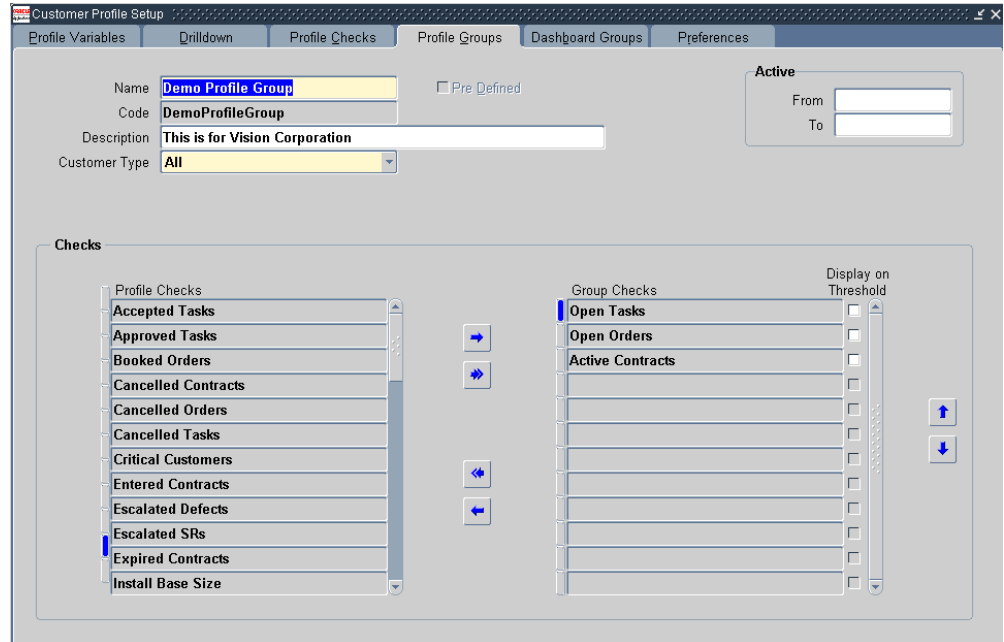 Customer Profile Setup
Profile Variables
Drilldown
Profile Checks
Profile Groups
Dashboard Groups
Preferences
Name Demo Profile Group
Pre Defined
Active
From
To
Code DemoProfileGroup
Description This is for Vision Corporation
Customer Type All
Checks
Profile Checks
Accepted Tasks
Approved Tasks
Booked Orders
Cancelled Contracts
Cancelled Orders
Cancelled Tasks
Critical Customers
Entered Contracts
Escalated Defects
Escalated SRs
Expired Contracts
Install Base Size
Group Checks
Display on
Threshold
Open Tasks
Open Orders
Active Contracts